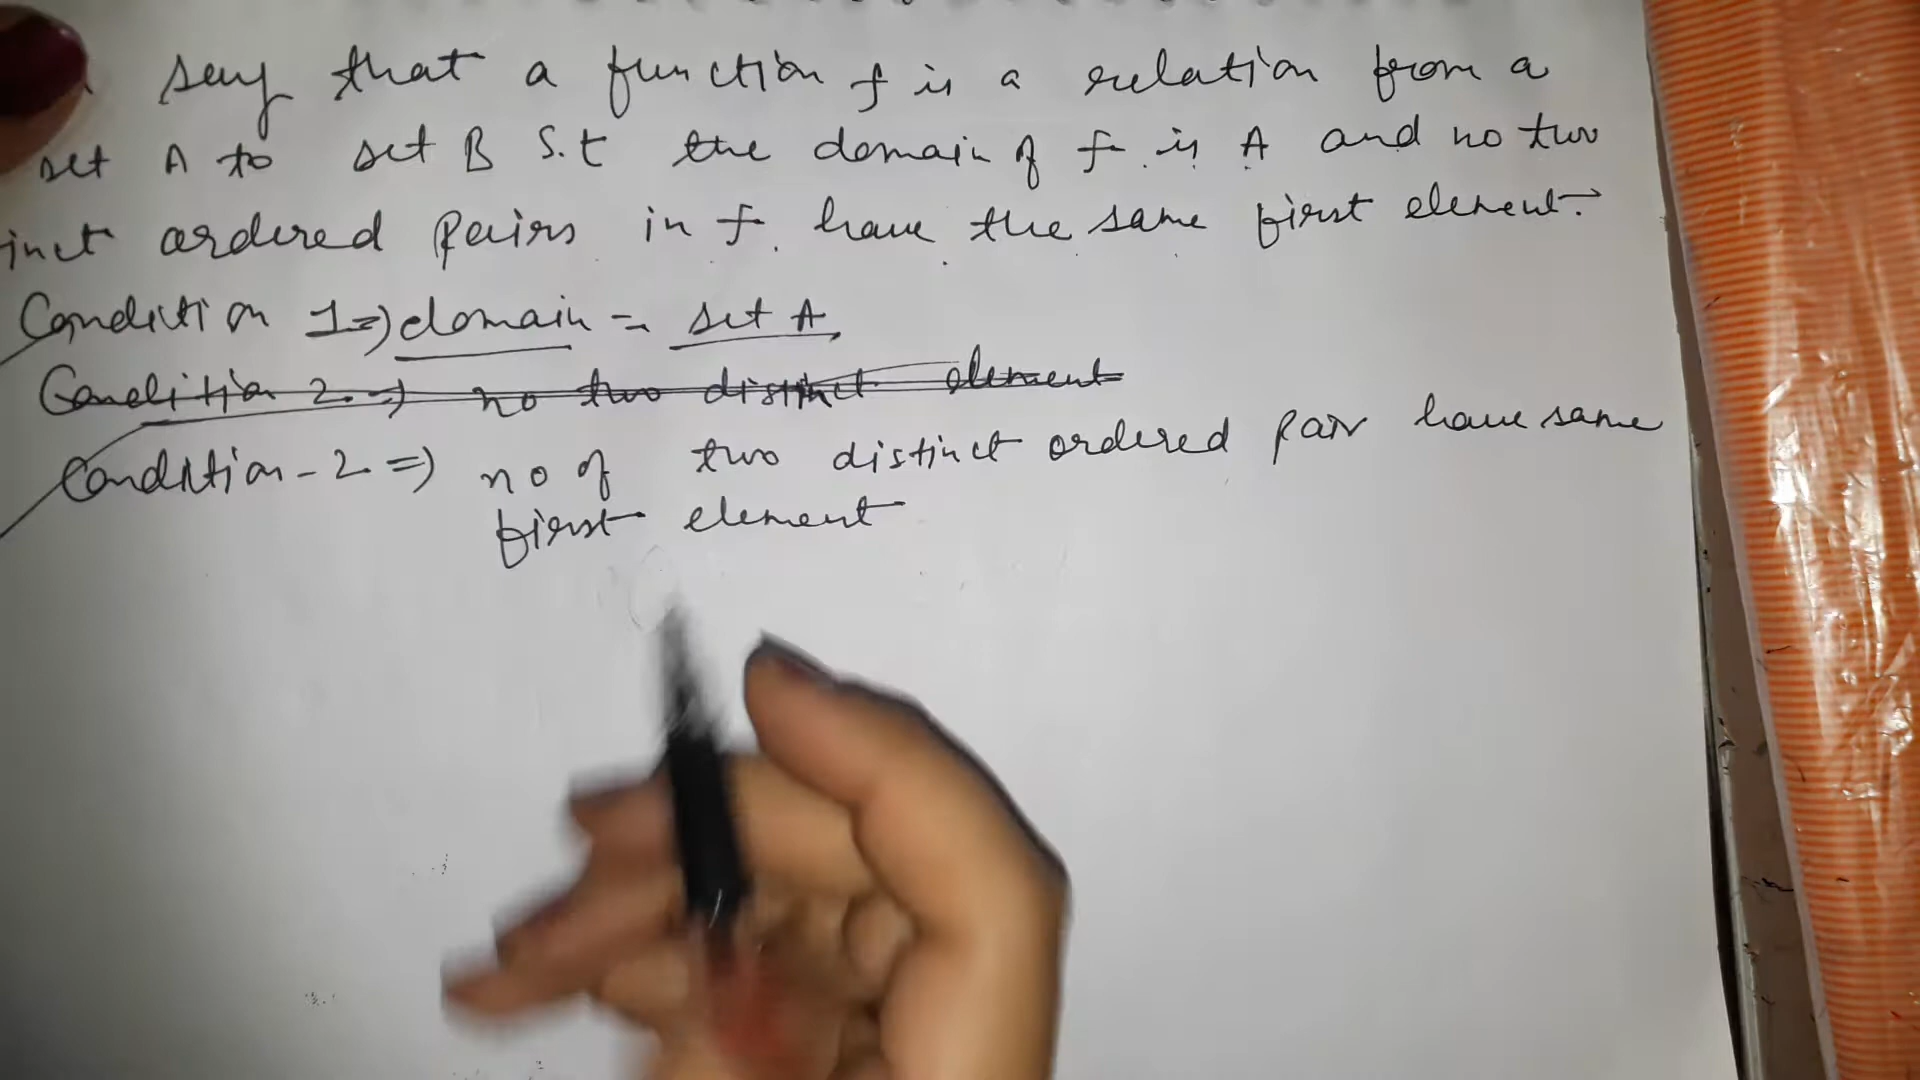 say that a function f is a relation from a
set A to set B S.t the domain of f is A and no two
inct ordered pairs in f. have the same first element.
Condition 1=) domain = set A.
Condition 2. =) no two distinct element
Condition - 2 =) no of two distinct ordered pair have same
first element